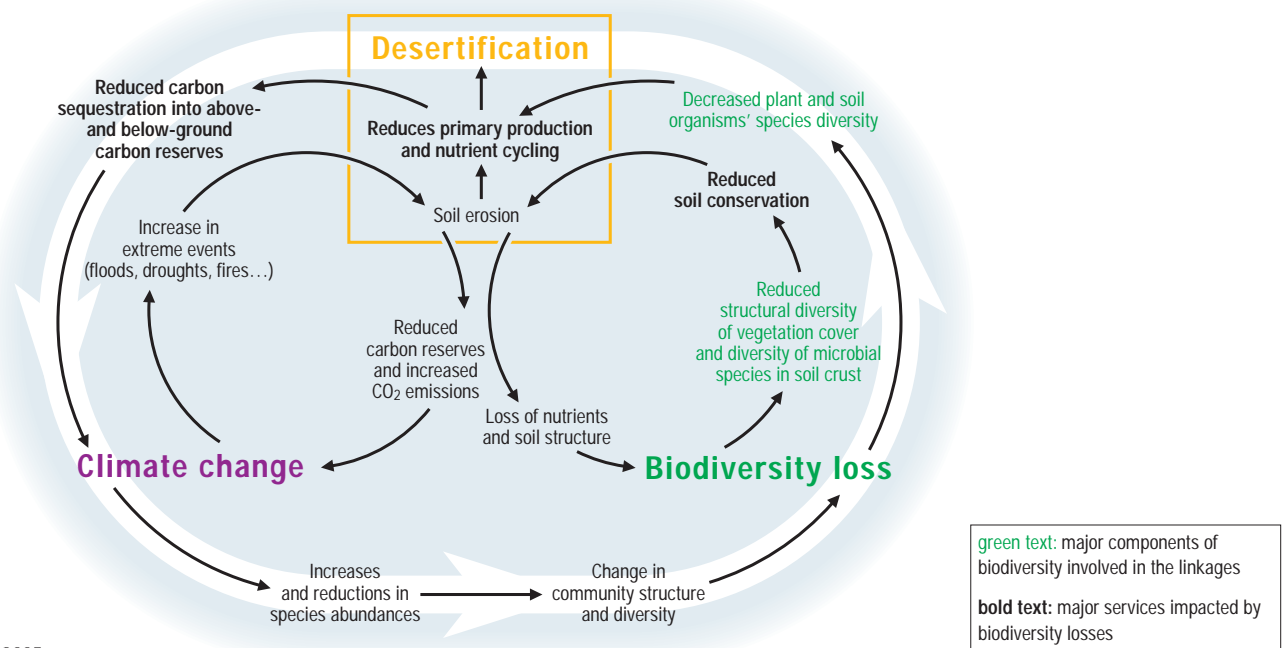 Desertification
Reduced carbon
sequestration into above-
and below-ground
carbon reserves
Reduces primary production
and nutrient cycling
Decreased plant and soil
organisms' species diversity
Reduced
soil conservation
Soil erosion
Increase in
extreme events
(floods, droughts, fires…)
Reduced
structural diversity
of vegetation cover
and diversity of microbial
species in soil crust
Reduced
carbon reserves
and increased
CO2 emissions
Loss of nutrients
and soil structure
Climate change
Biodiversity loss
Increases
and reductions in
species abundances
Change in
community structure
and diversity
green text: major components of
biodiversity involved in the linkages
bold text: major services impacted by
biodiversity losses